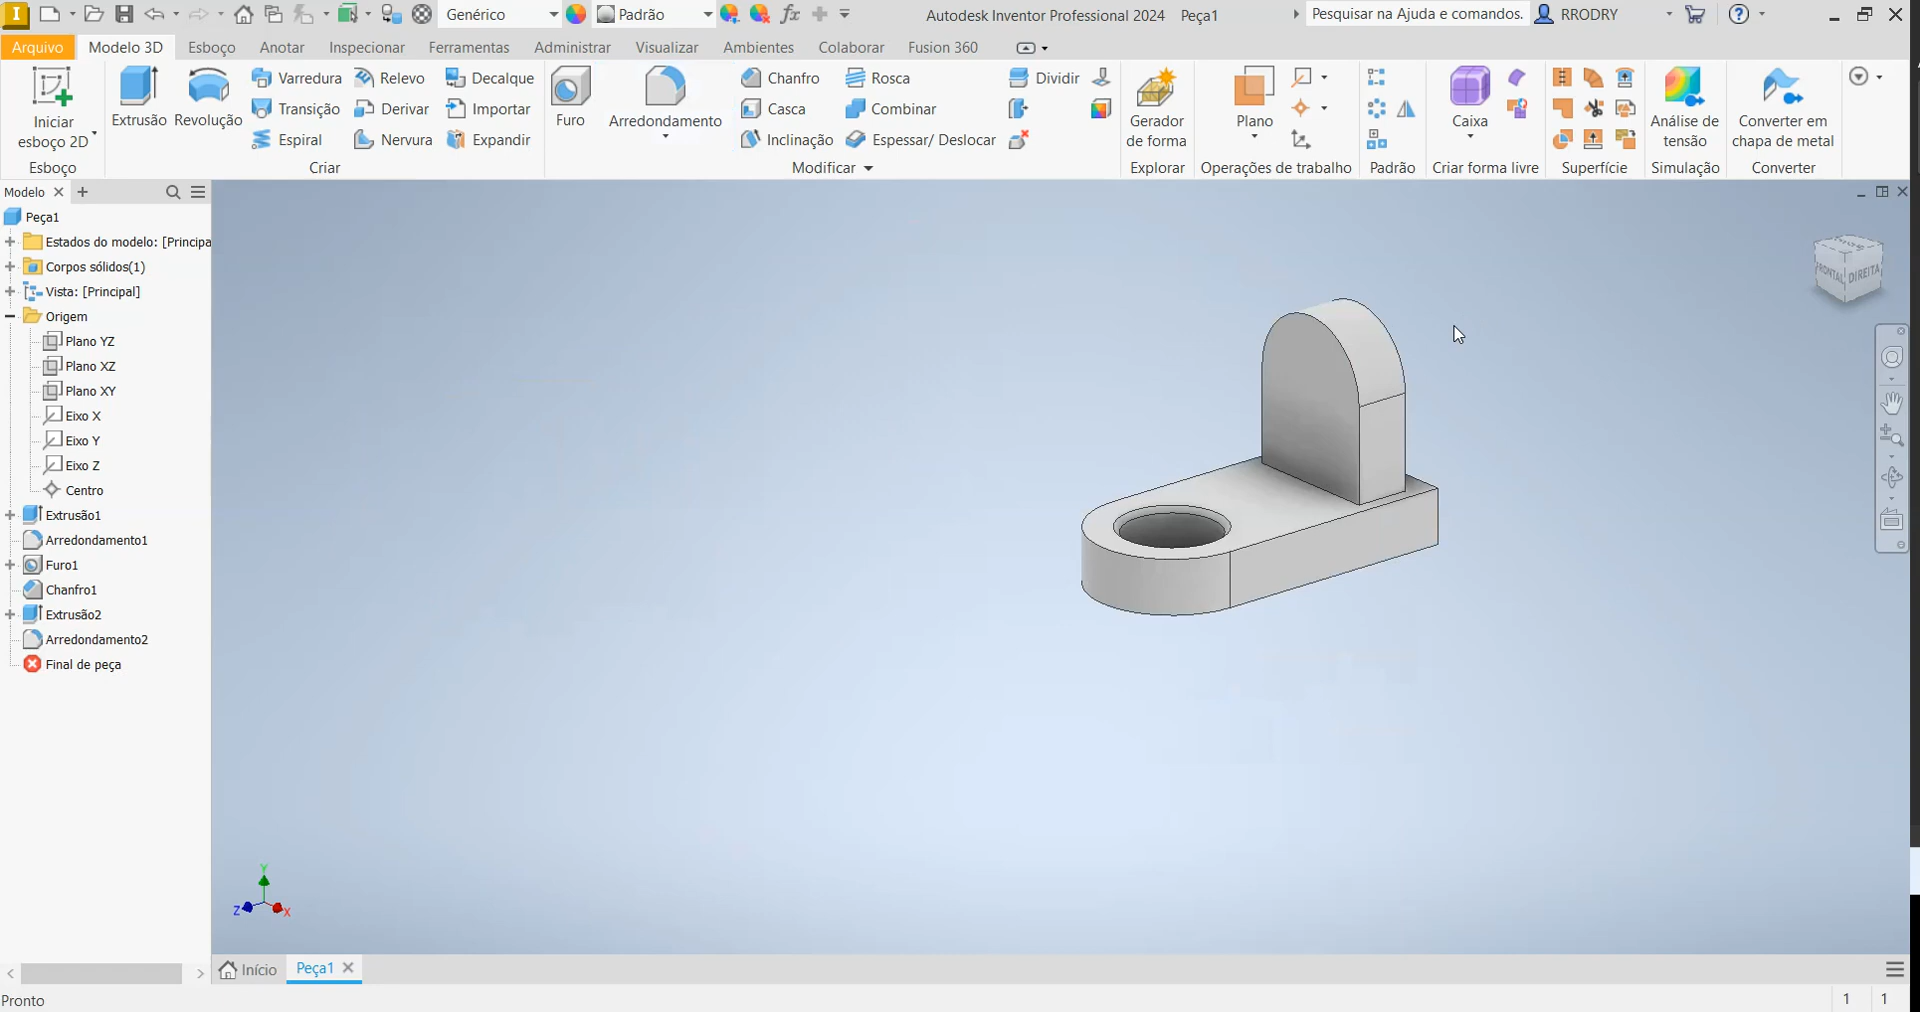 Genérico
Padrão
fx
Autodesk Inventor Professional 2024 Peça1
Pesquisar na Ajuda e comandos.
RRODRY
Arquivo
Modelo 3D
Esboço
Anotar
Inspecionar
Ferramentas
Administrar
Visualizar
Ambientes
Colaborar
Fusion 360
Iniciar
esboço 2D
Extrusão
Revolução
Varredura
Transição
Espiral
Relevo
Derivar
Nervura
Decalque
Importar
Expandir
Furo
Arredondamento
Chanfro
Casca
Inclinação
Rosca
Combinar
Espessar/ Deslocar
Dividir
Gerador
de forma
Plano
Caixa
Análise de
tensão
Converter em
chapa de metal
Esboço
Criar
Modificar
Explorar
Operações de trabalho
Padrão
Criar forma livre
Superfície
Simulação
Converter
Modelo
Peça1
Estados do modelo: [Principa
Corpos sólidos(1)
Vista: [Principal]
Origem
Plano YZ
Plano XZ
Plano XY
Eixo X
Eixo Y
Eixo Z
Centro
Extrusão1
Arredondamento1
Furo1
Chanfro1
Extrusão2
Arredondamento2
Final de peça
FRONTAL
DIREITA
Y
Z
X
Início
Peça1
Pronto
1
1